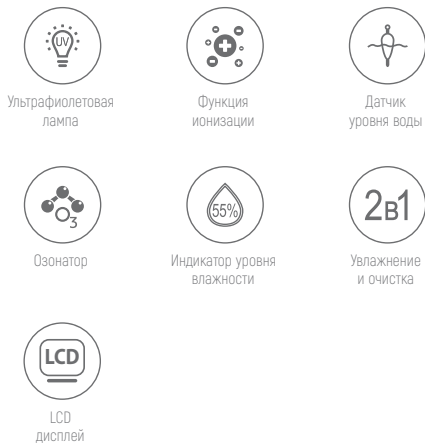 UV
Ультрафиолетовая
лампа
Функция
ионизации
Датчик
уровня воды
O3
Озонатор
55%
Индикатор уровня
влажности
2в1
Увлажнение
и очистка
LCD
LCD
дисплей